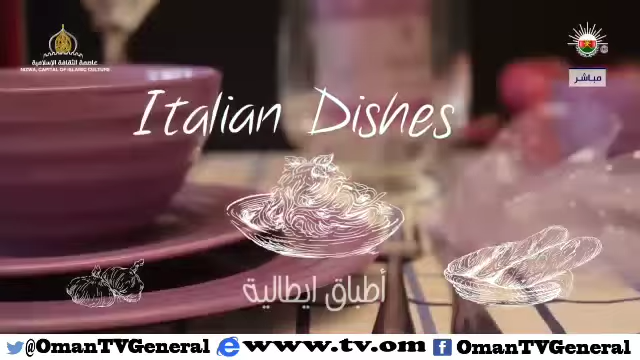 عاصمة الثقافة الإسلامية
NIZWA, CAPITAL OF ISLAMIC CULTURE
مباشر
Italian Dishes
أطباق ايطالية
@OmanTVGeneral
www.tv.om
OmanTVGeneral